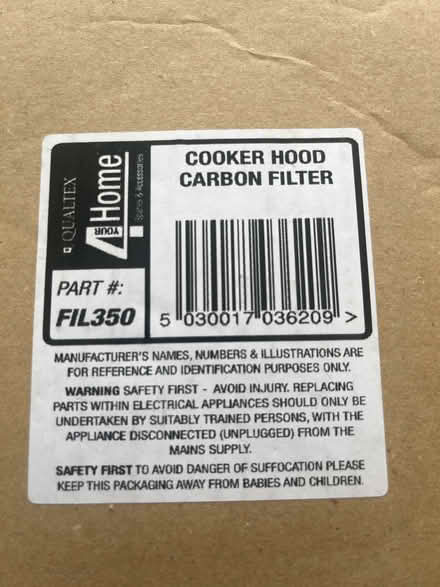 QUALTEX
4 YOUR Home
Spares & Accessories
COOKER HOOD
CARBON FILTER
PART #:
FIL350
5 030017 036209 >
MANUFACTURER'S NAMES, NUMBERS & ILLUSTRATIONS ARE
FOR REFERENCE AND IDENTIFICATION PURPOSES ONLY.
WARNING SAFETY FIRST - AVOID INJURY. REPLACING
PARTS WITHIN ELECTRICAL APPLIANCES SHOULD ONLY BE
UNDERTAKEN BY SUITABLY TRAINED PERSONS, WITH THE
APPLIANCE DISCONNECTED (UNPLUGGED) FROM THE
MAINS SUPPLY.
SAFETY FIRST TO AVOID DANGER OF SUFFOCATION PLEASE
KEEP THIS PACKAGING AWAY FROM BABIES AND CHILDREN.